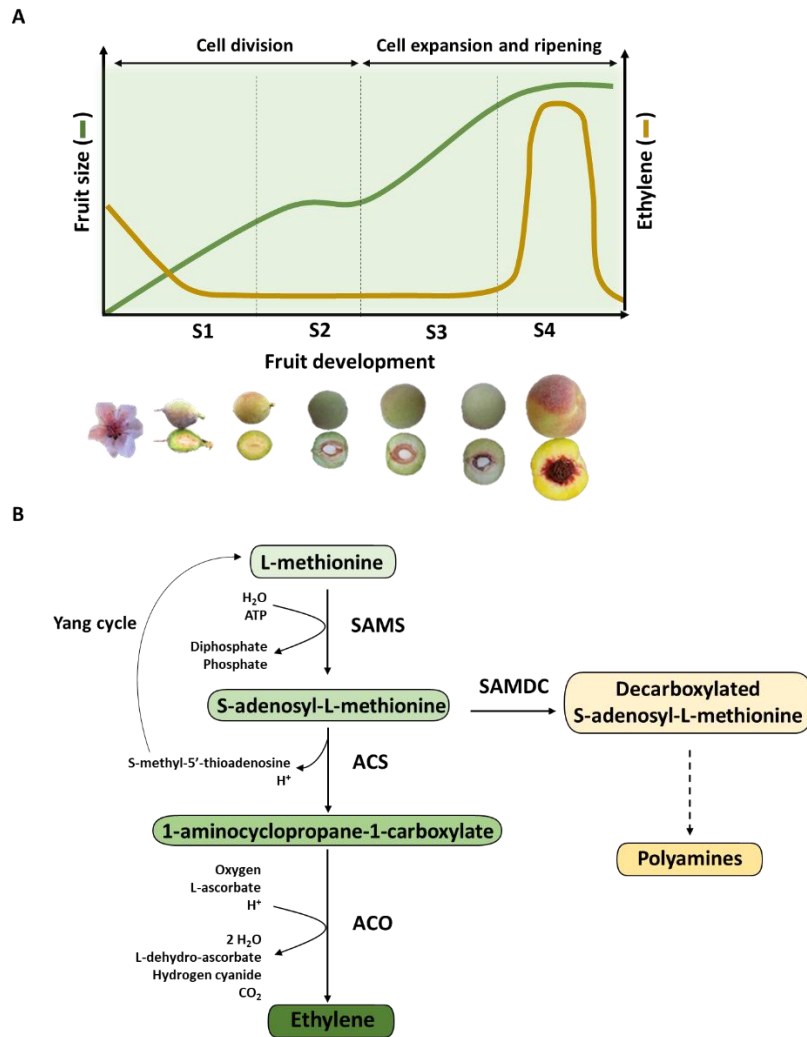 A
Cell division
Cell expansion and ripening
Fruit size (▬)
Ethylene (▬)
S1
S2
S3
S4
Fruit development
B
L-methionine
Yang cycle
H₂O
ATP
SAMS
Diphosphate
Phosphate
S-adenosyl-L-methionine
SAMDC
Decarboxylated
S-adenosyl-L-methionine
S-methyl-5’-thioadenosine
H⁺
ACS
1-aminocyclopropane-1-carboxylate
Polyamines
Oxygen
L-ascorbate
H⁺
ACO
2 H₂O
L-dehydro-ascorbate
Hydrogen cyanide
CO₂
Ethylene